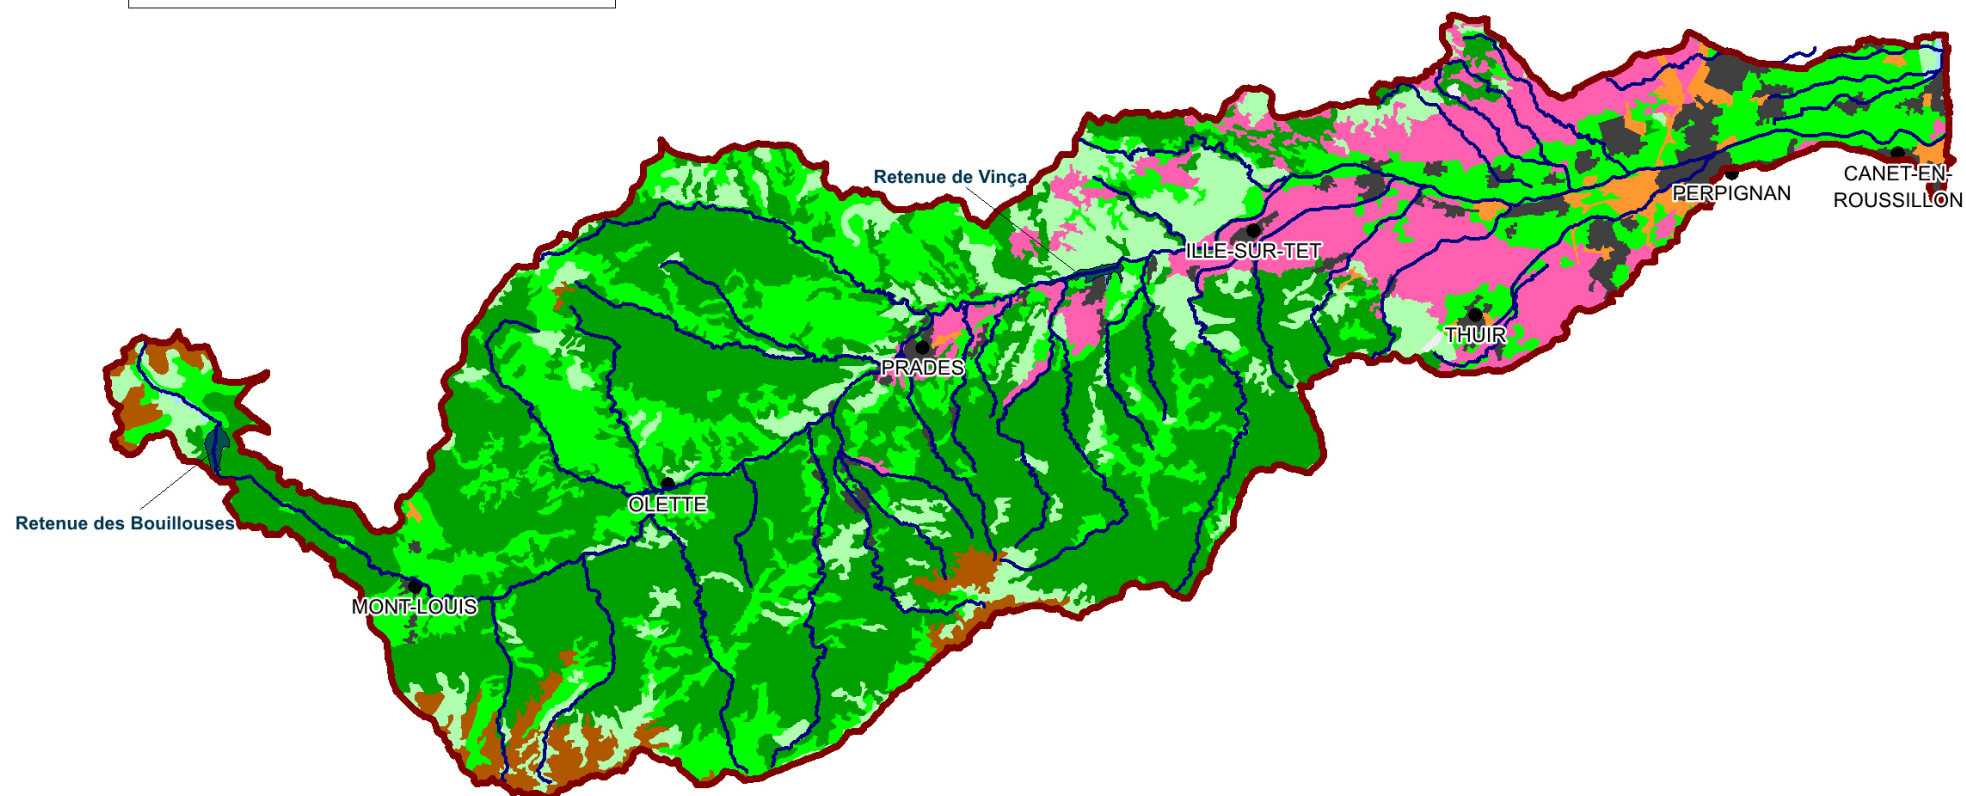 Retenue de Vinça
CANET-EN-
ROUSSILLON
PERPIGNAN
ILLE-SUR-TET
THUIR
PRADES
OLETTE
Retenue des Bouillouses
MONT-LOUIS